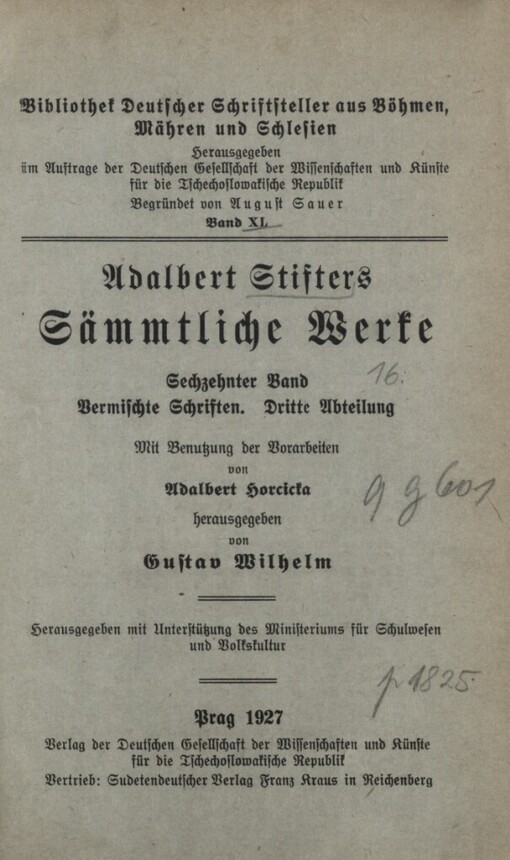 Bibliothek Deutscher Schriftsteller aus Böhmen,
Mähren und Schlesien
Herausgegeben
im Auftrage der Deutschen Gesellschaft der Wissenschaften und Künste
für die Tschechoslowakische Republik
Begründet von August Sauer
Band XL
Adalbert Stifters
Sämmtliche Werke
16.
Sechzehnter Band
Vermischte Schriften. Dritte Abteilung
Mit Benutzung der Vorarbeiten
von
Adalbert Horcicka
herausgegeben
von
Gustav Wilhelm
Herausgegeben mit Unterstützung des Ministeriums für Schulwesen
und Volkskultur
p 1825.
Prag 1927
Verlag der Deutschen Gesellschaft der Wissenschaften und Künste
für die Tschechoslowakische Republik
Vertrieb: Sudetendeutscher Verlag Franz Kraus in Reichenberg